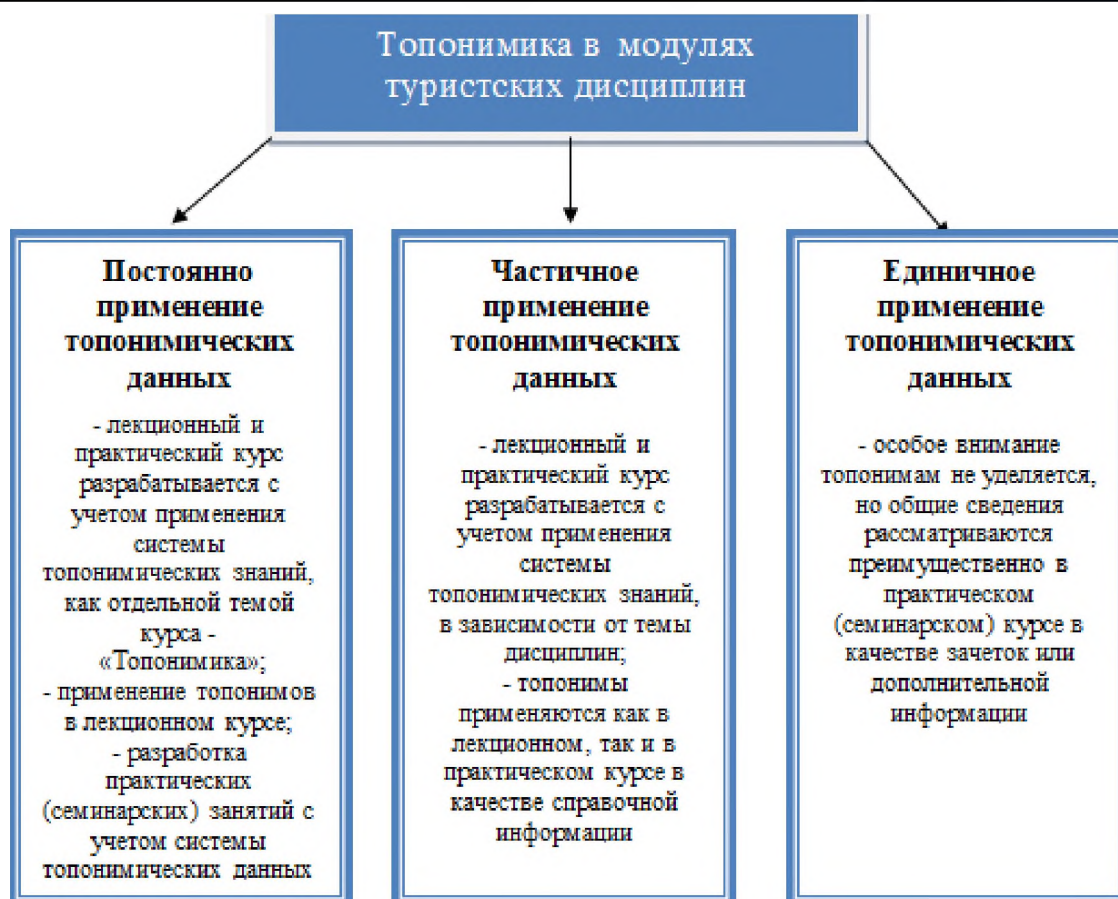 Топонимика в модулях
туристских дисциплин
Постоянно
применение
топонимических
данных
- лекционный и
практический курс
разрабатывается с
учетом применения
системы
топонимических знаний,
как отдельной темой
курса -
«Топонимика»;
- применение топонимов
в лекционном курсе;
- разработка
практических
(семинарских) занятий с
учетом системы
топонимических данных
Частичное
применение
топонимических
данных
- лекционный и
практический курс
разрабатывается с
учетом применения
системы
топонимических знаний,
в зависимости от темы
дисциплин;
- топонимы
применяются как в
лекционном, так и в
практическом курсе в
качестве справочной
информации
Единичное
применение
топонимических
данных
- особое внимание
топонимам не уделяется,
но общие сведения
рассматриваются
преимущественно в
практическом
(семинарском) курсе в
качестве зачеток или
дополнительной
информации